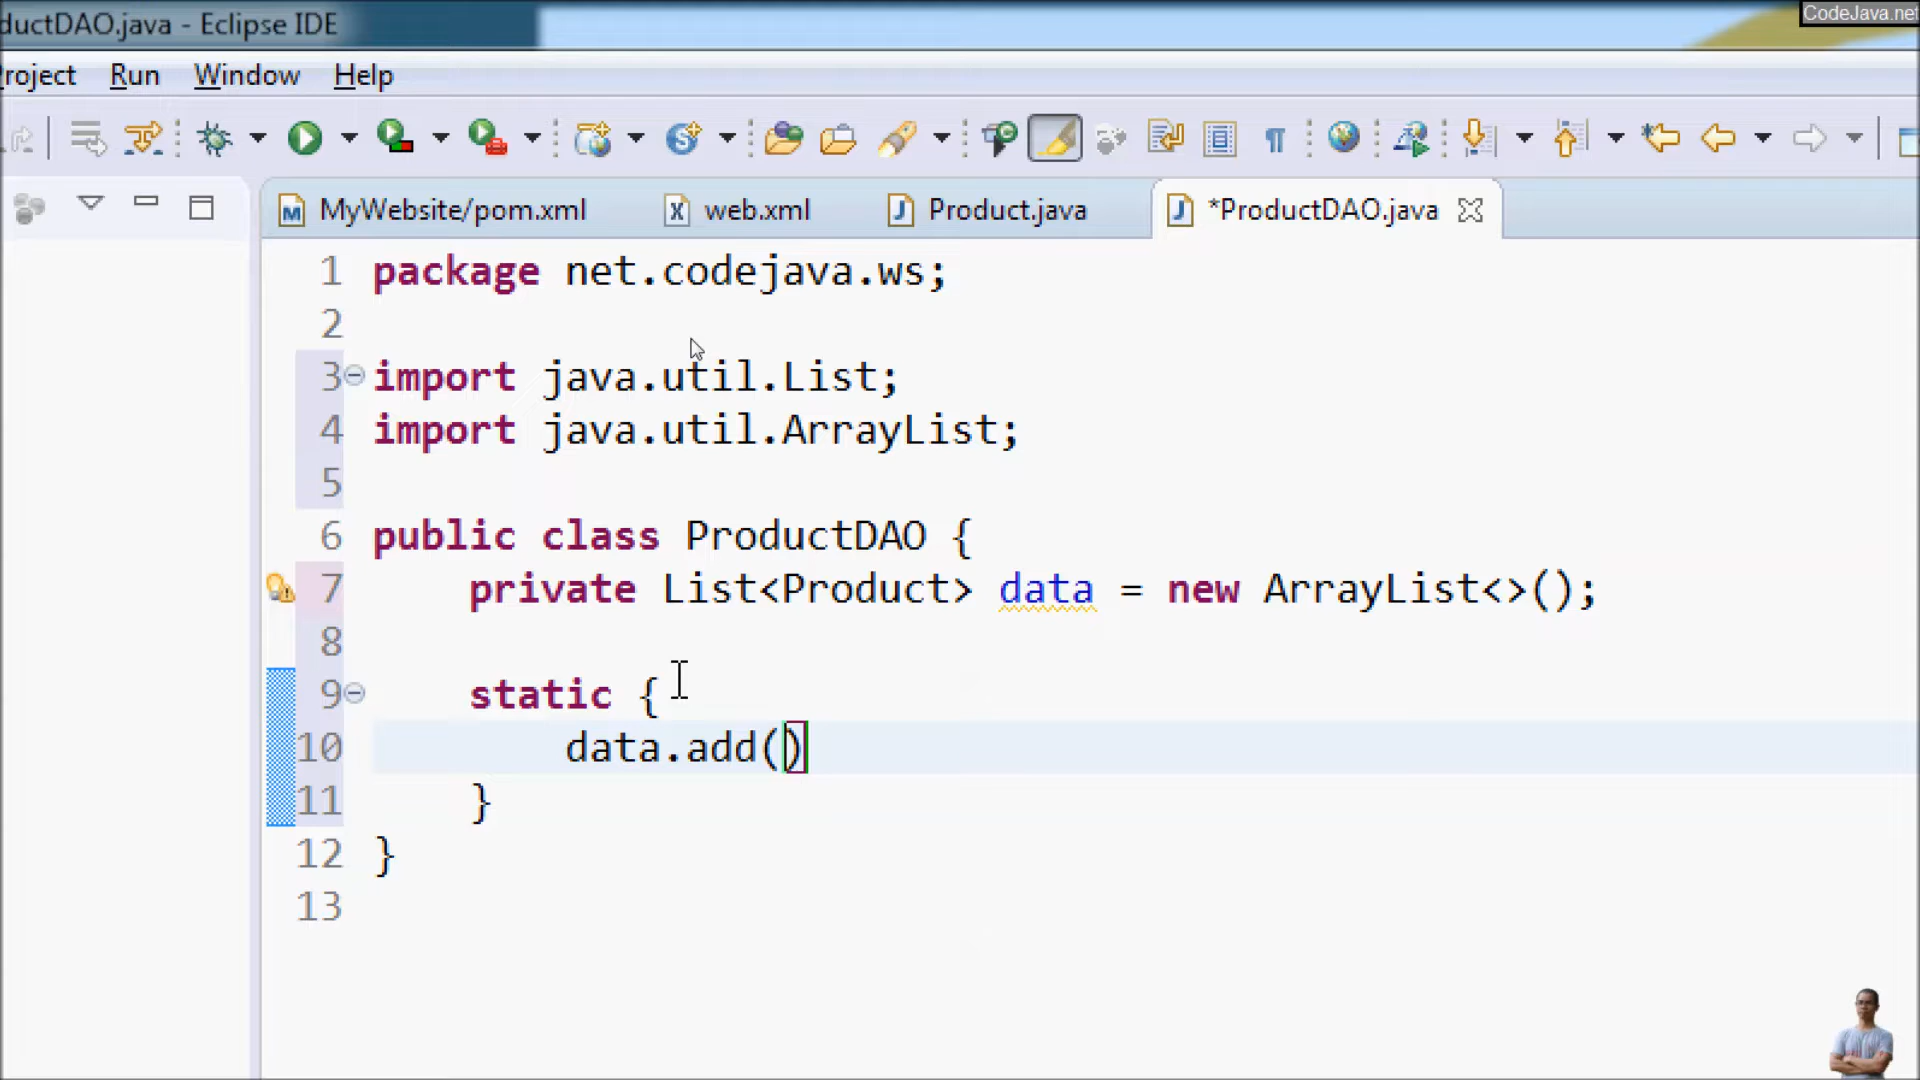 ductDAO.java - Eclipse IDE
CodeJava.net
roject Run Window Help
MyWebsite/pom.xml web.xml Product.java *ProductDAO.java
1 package net.codejava.ws;
2
3 import java.util.List;
4 import java.util.ArrayList;
5
6 public class ProductDAO {
7 private List<Product> data = new ArrayList<>();
8
9 static {
10 data.add()
11 }
12 }
13